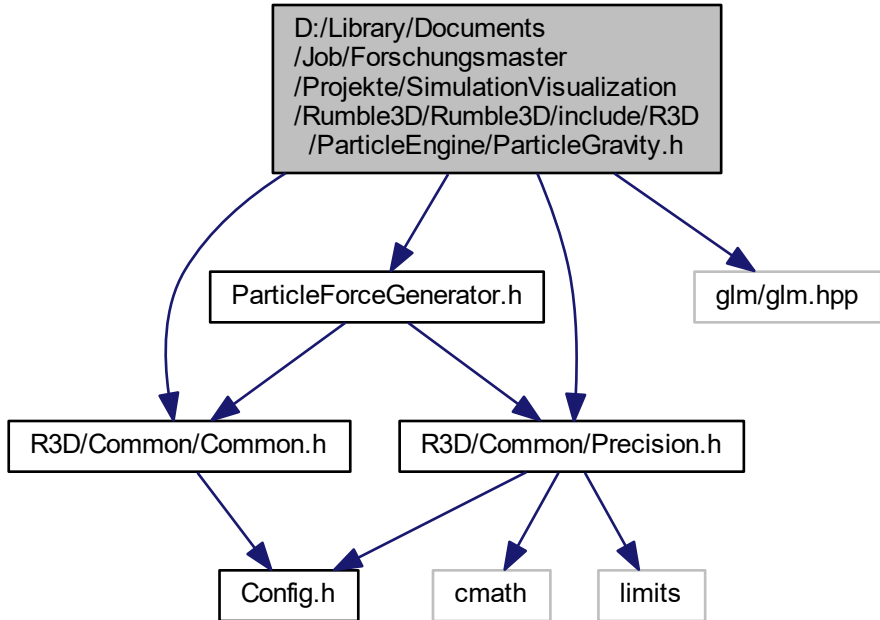 D:/Library/Documents
/Job/Forschungsmaster
/Projekte/SimulationVisualization
/Rumble3D/Rumble3D/include/R3D
/ParticleEngine/ParticleGravity.h
ParticleForceGenerator.h
glm/glm.hpp
R3D/Common/Common.h
R3D/Common/Precision.h
Config.h
cmath
limits